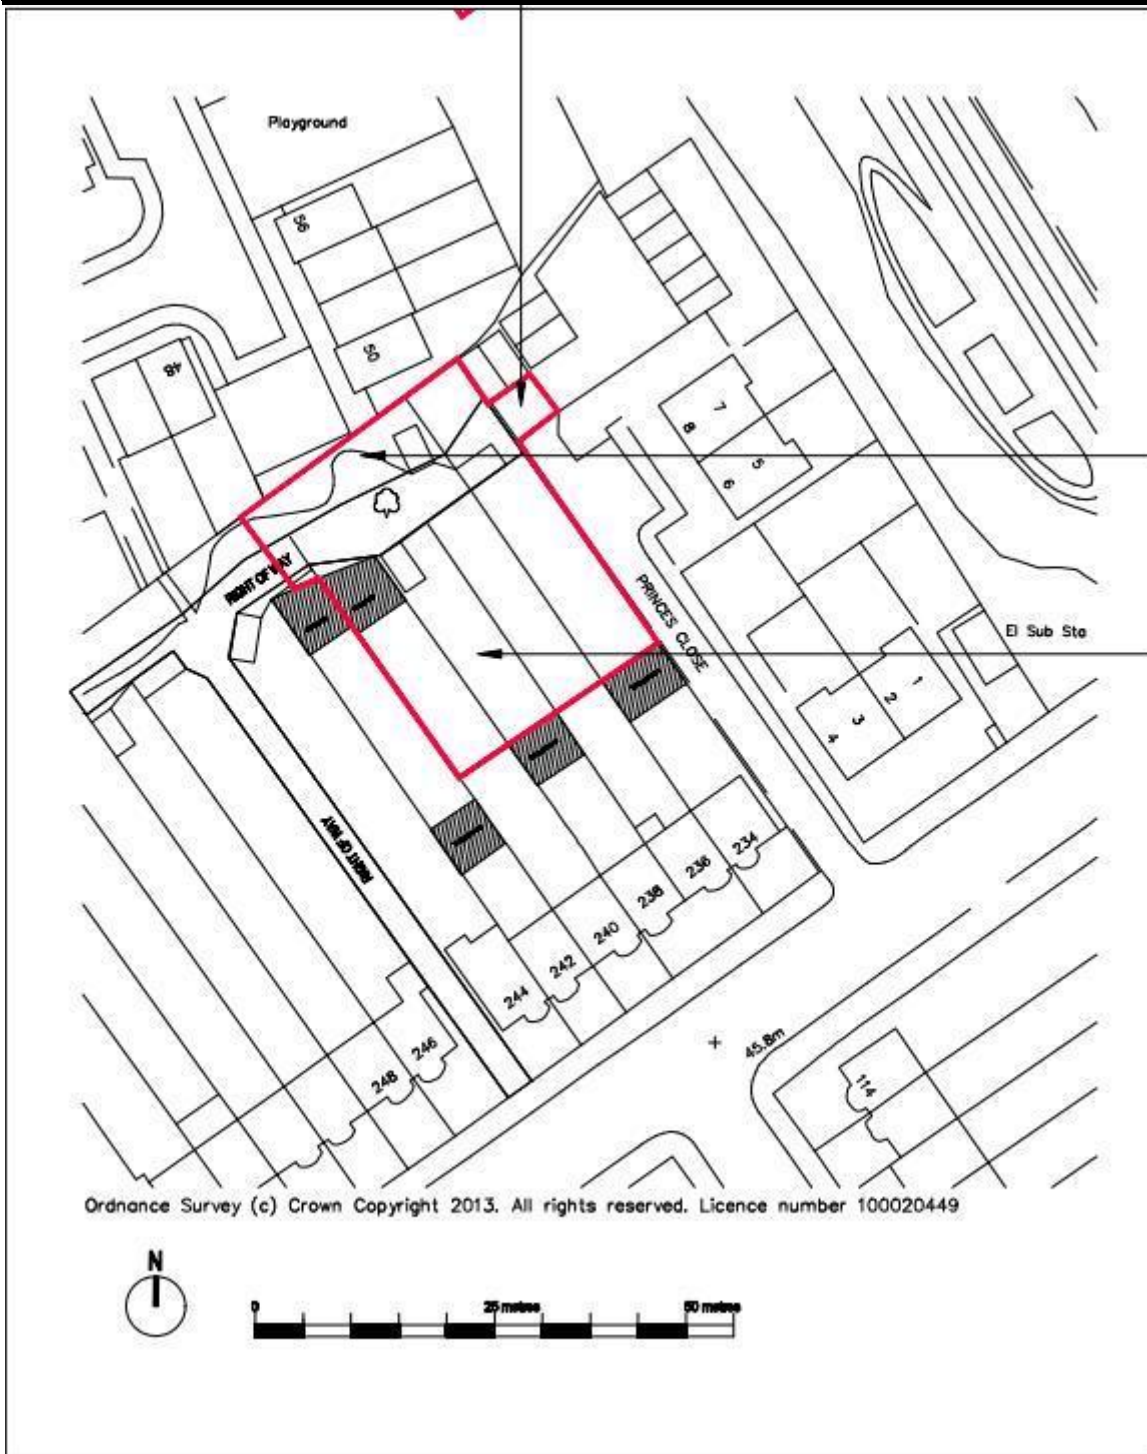 Playground
56
50
48
7
8
5
6
RIGHT OF WAY
PRINCES CLOSE
El Sub Sta
1
2
3
4
RIGHT OF WAY
234
236
238
240
242
244
246
248
45.8m
114
Ordnance Survey (c) Crown Copyright 2013. All rights reserved. Licence number 100020449
N
0 25 metres 50 metres